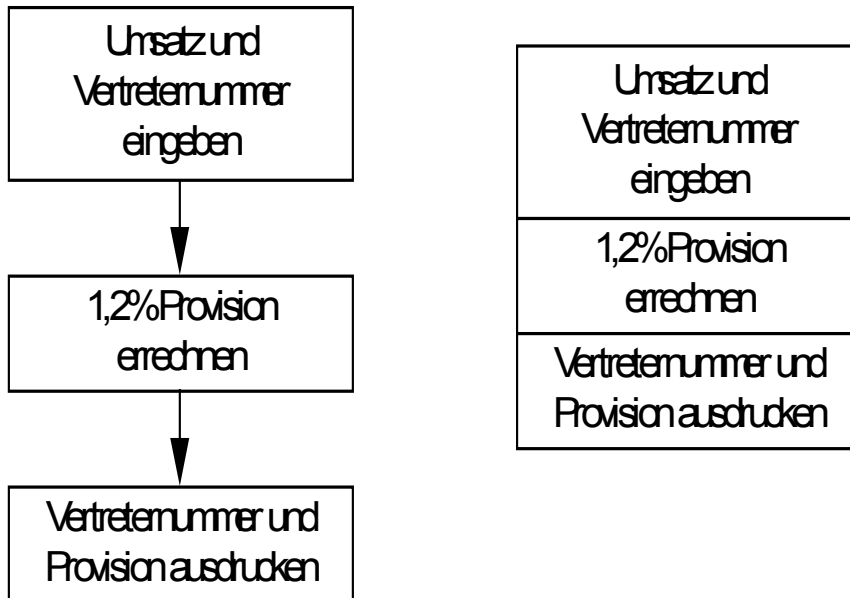 Umsatz und
Vertreternummer
eingeben
1,2% Provision
errechnen
Vertreternummer und
Provision ausdrucken
Umsatz und
Vertreternummer
eingeben
1,2% Provision
errechnen
Vertreternummer und
Provision ausdrucken